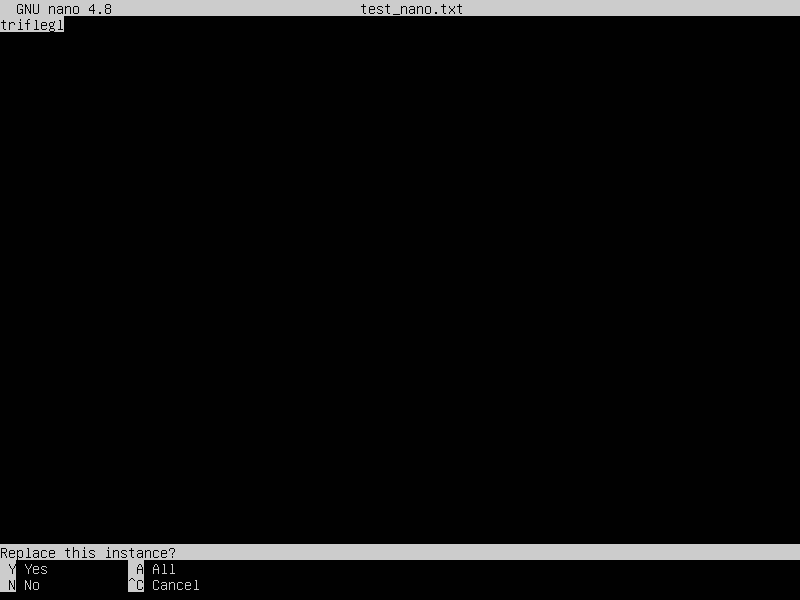 GNU nano 4.8 test_nano.txt
triflegl
Replace this instance?
Y Yes A All
N No ^C Cancel